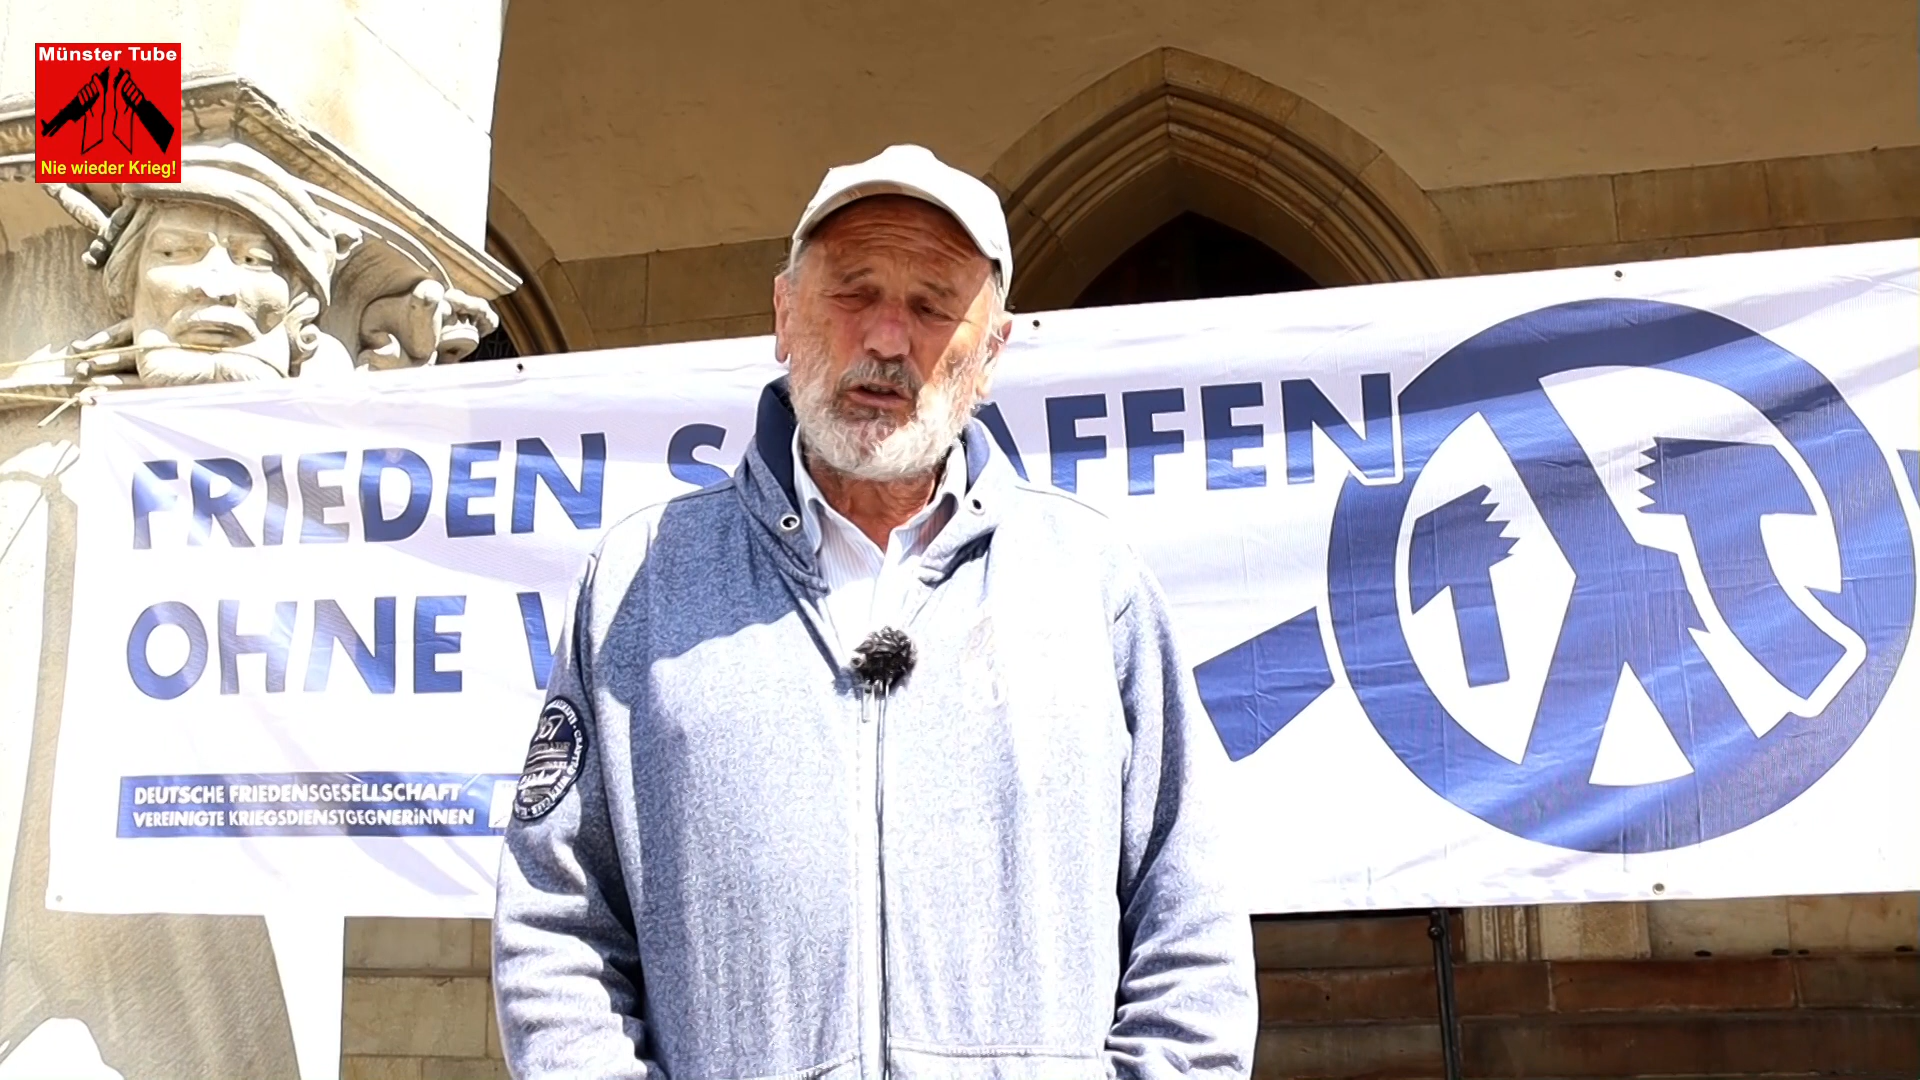 Münster Tube
Nie wieder Krieg!
FRIEDEN S AFFEN
OHNE
DEUTSCHE FRIEDENSGESELLSCHAFT
VEREINIGTE KRIEGSDIENSTGEGNERINNEN